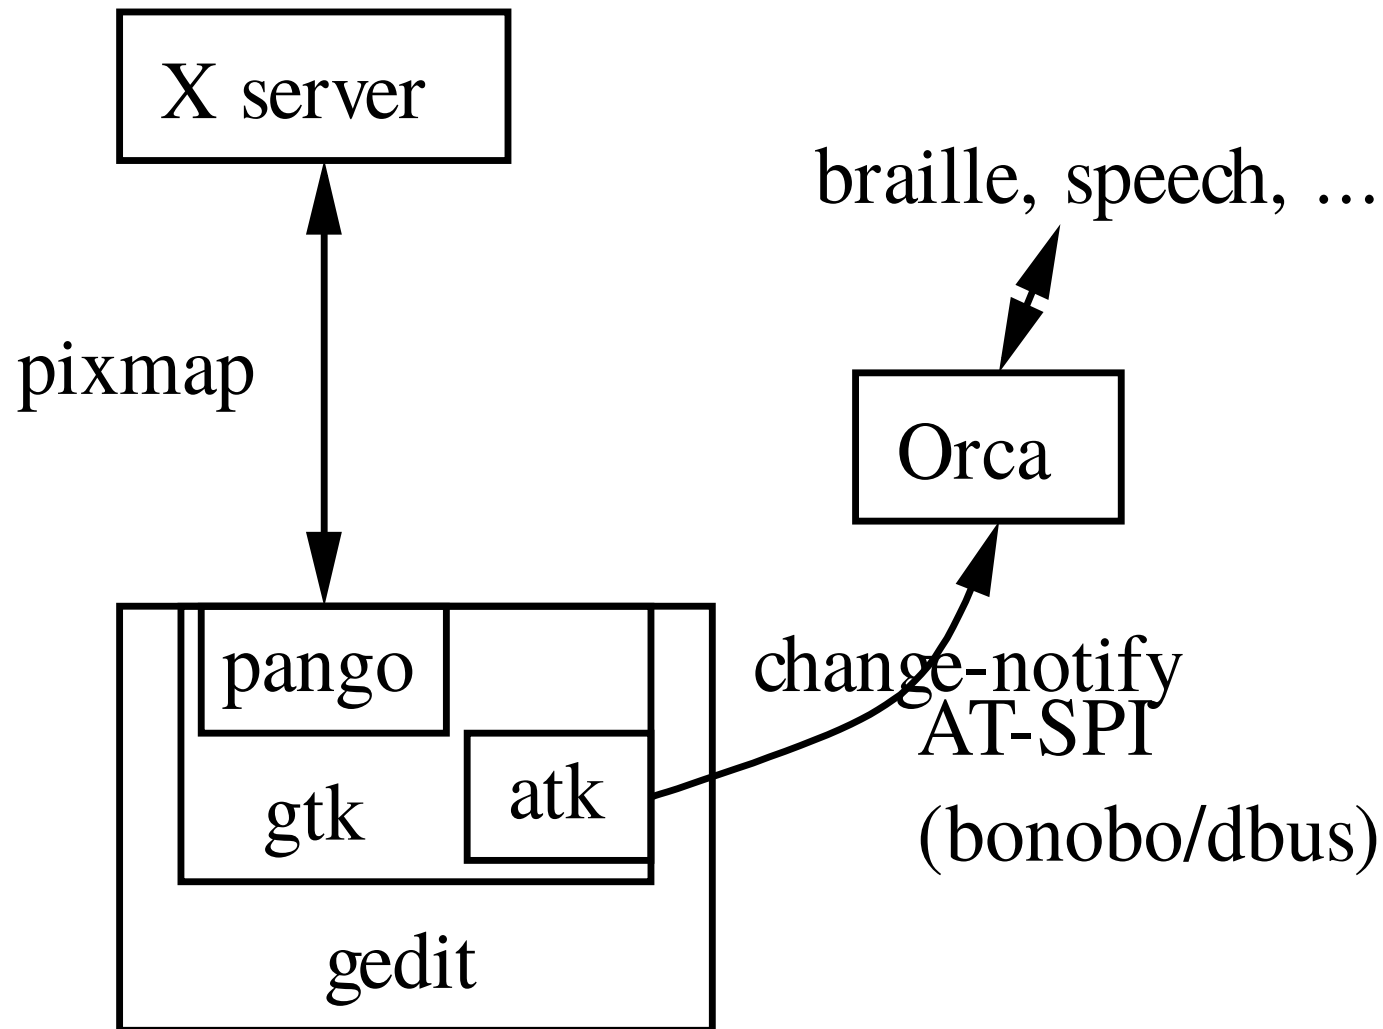 X server
braille, speech, ...
pixmap
Orca
pango
change-notify
AT-SPI
atk
gtk
(bonobo/dbus)
gedit